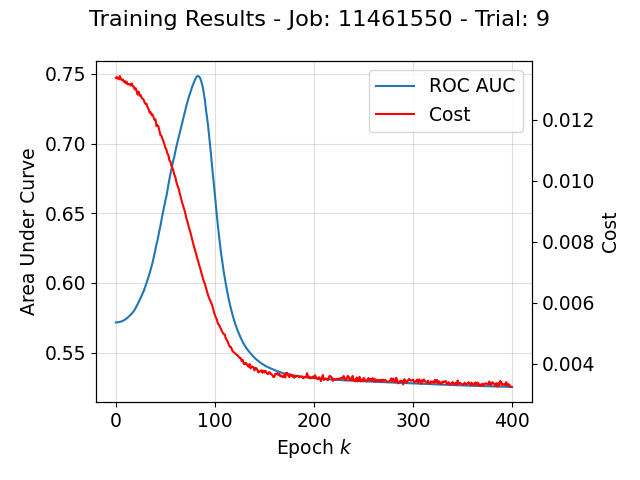 Training Results - Job: 11461550 - Trial: 9
ROC AUC
Cost
Area Under Curve
0.75
0.70
0.65
0.60
0.55
0.012
0.010
0.008
0.006
0.004
Cost
0 100 200 300 400
Epoch k